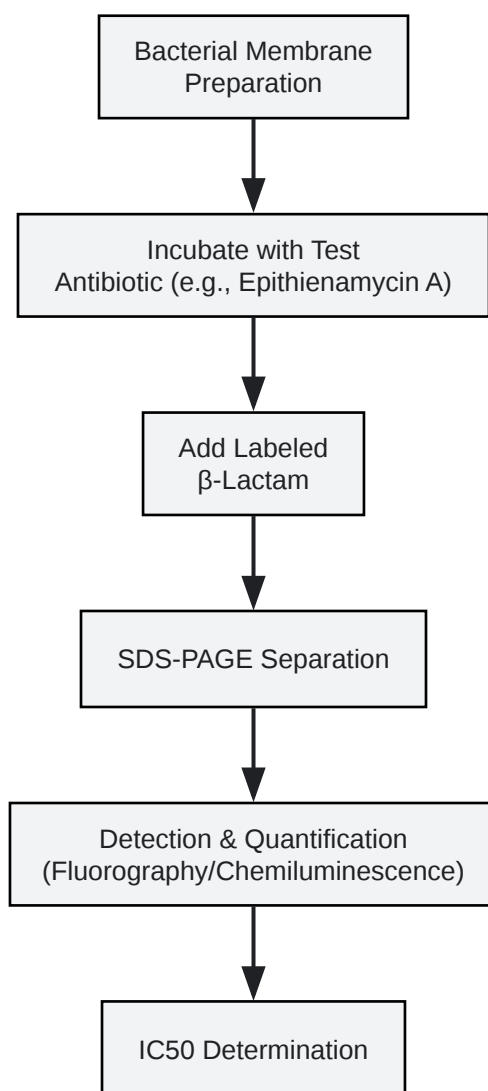 Bacterial Membrane
Preparation
Incubate with Test
Antibiotic (e.g., Epithienamycin A)
Add Labeled
β-Lactam
SDS-PAGE Separation
Detection & Quantification
(Fluorography/Chemiluminescence)
IC50 Determination